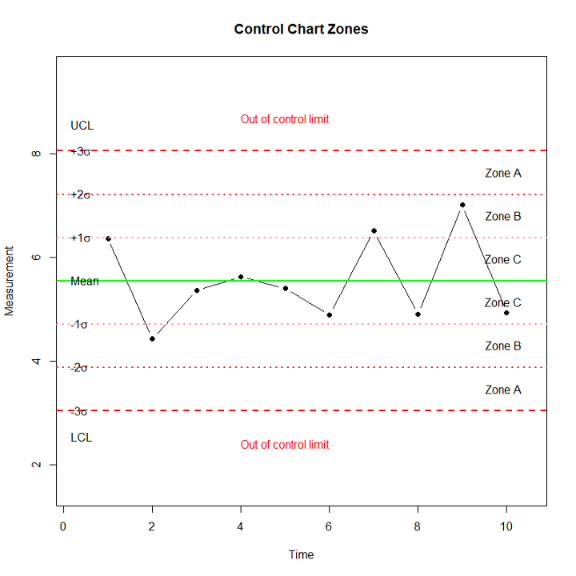 Control Chart Zones
UCL
Out of control limit
+3σ
Zone A
+2σ
Zone B
+1σ
Zone C
Mean
Zone C
-1σ
Zone B
-2σ
Zone A
-3σ
LCL
Out of control limit
8
6
4
2
Measurement
0 2 4 6 8 10
Time